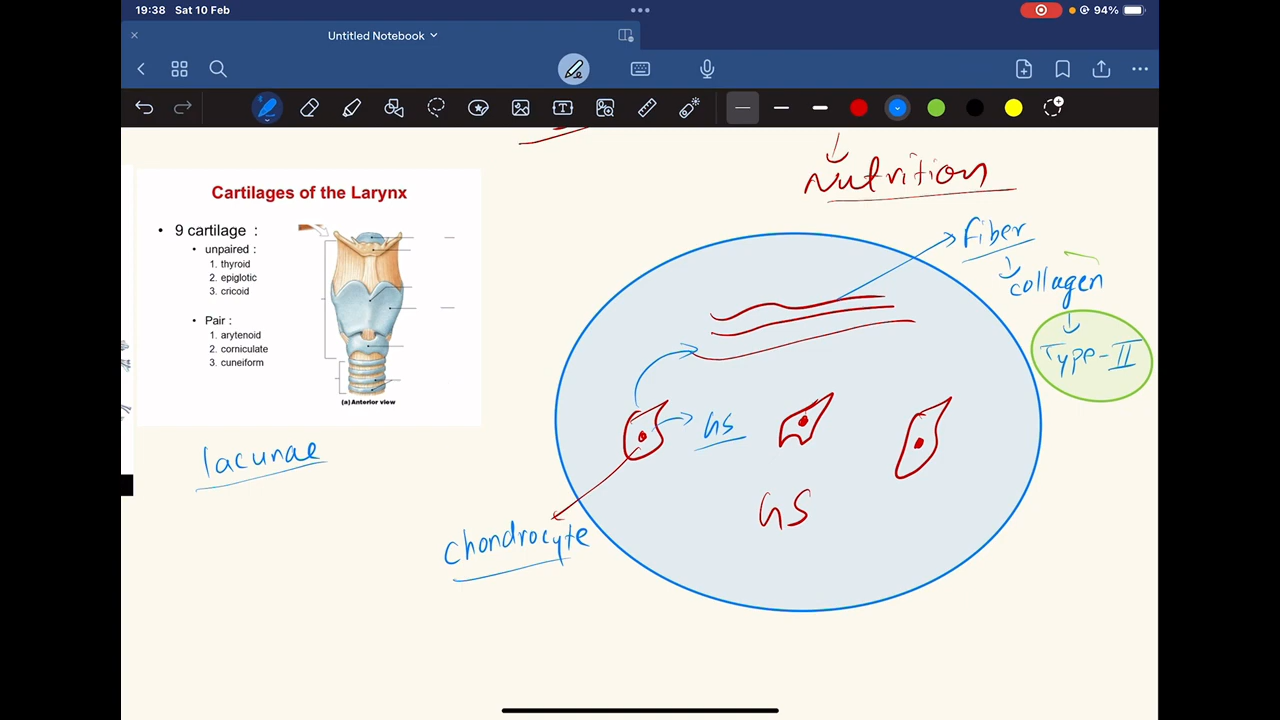 19:38 Sat 10 Feb
94%
Untitled Notebook
Nutrition
Cartilages of the Larynx
• 9 cartilage :
• unpaired :
1. thyroid
2. epiglotic
3. cricoid
• Pair :
1. arytenoid
2. corniculate
3. cuneiform
(a) Anterior view
fiber
collagen
Type-II
GS
GS
lacunae
chondrocyte